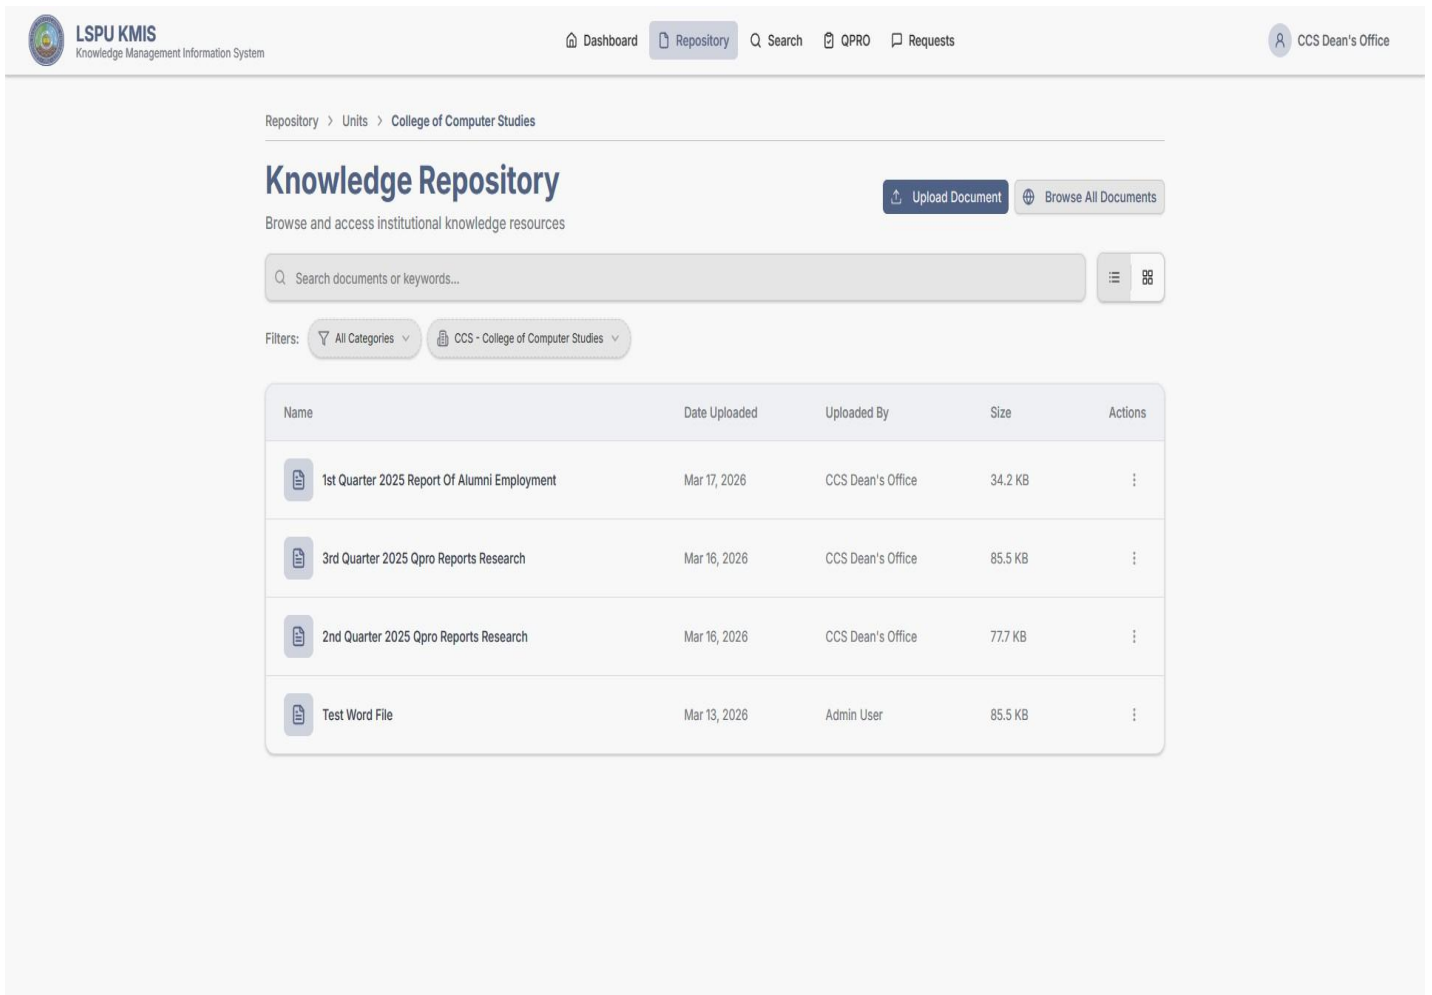 LSPU KMIS
Knowledge Management Information System
Dashboard
Repository
Search
QPRO
Requests
CCS Dean's Office
Repository > Units > College of Computer Studies
Knowledge Repository
Browse and access institutional knowledge resources
Upload Document
Browse All Documents
Search documents or keywords...
Filters:
All Categories
CCS - College of Computer Studies
Name Date Uploaded Uploaded By Size Actions
1st Quarter 2025 Report Of Alumni Employment Mar 17, 2026 CCS Dean's Office 34.2 KB
3rd Quarter 2025 Qpro Reports Research Mar 16, 2026 CCS Dean's Office 85.5 KB
2nd Quarter 2025 Qpro Reports Research Mar 16, 2026 CCS Dean's Office 77.7 KB
Test Word File Mar 13, 2026 Admin User 85.5 KB